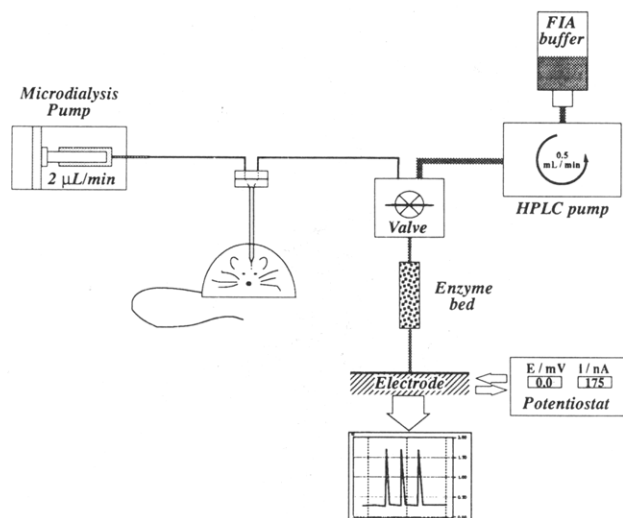 FIA
buffer
Microdialysis
Pump
2 µL/min
0.5
mL / min
HPLC pump
Valve
Enzyme
bed
E / mV I / nA
0.0 175
Electrode
Potentiostat